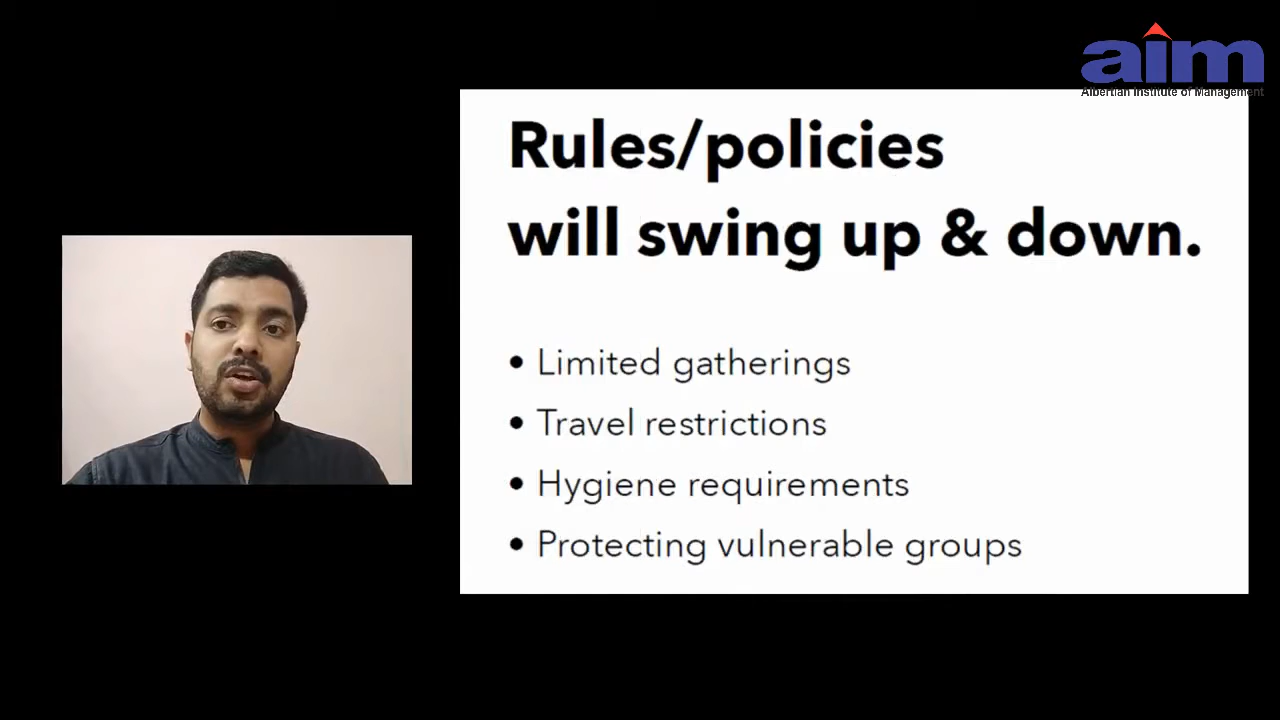 aim
Albertian Institute of Management
Rules/policies
will swing up & down.
• Limited gatherings
• Travel restrictions
• Hygiene requirements
• Protecting vulnerable groups